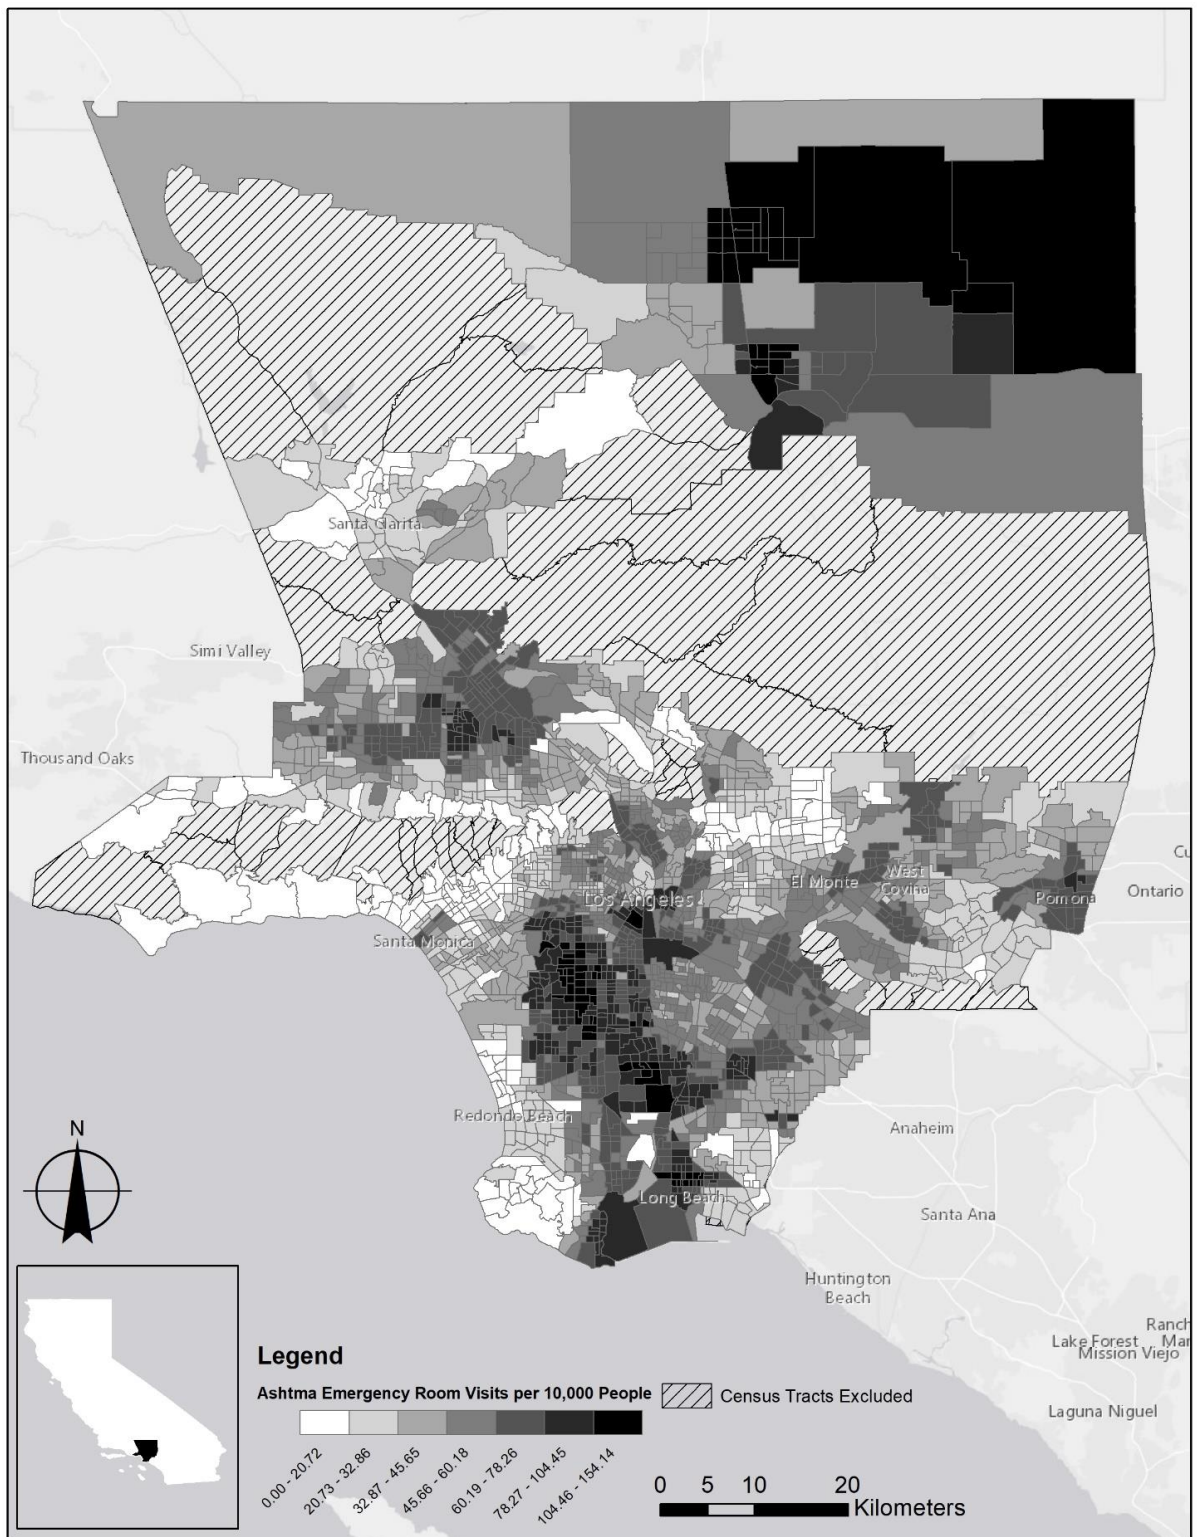 Santa Clarita
Simi Valley
Thousand Oaks
El Monte
West
Covina
Ontario
Pomona
Los Angeles
Santa Monica
Redondo Beach
Anaheim
N
Long Beach
Santa Ana
Huntington
Beach
Lake Forest
Mission Viejo
Laguna Niguel
Legend
Ashtma Emergency Room Visits per 10,000 People
Census Tracts Excluded
0.00 - 20.72
20.73 - 32.86
32.87 - 45.65
45.66 - 60.18
60.19 - 78.26
78.27 - 104.45
104.46 - 154.14
0 5 10 20
Kilometers